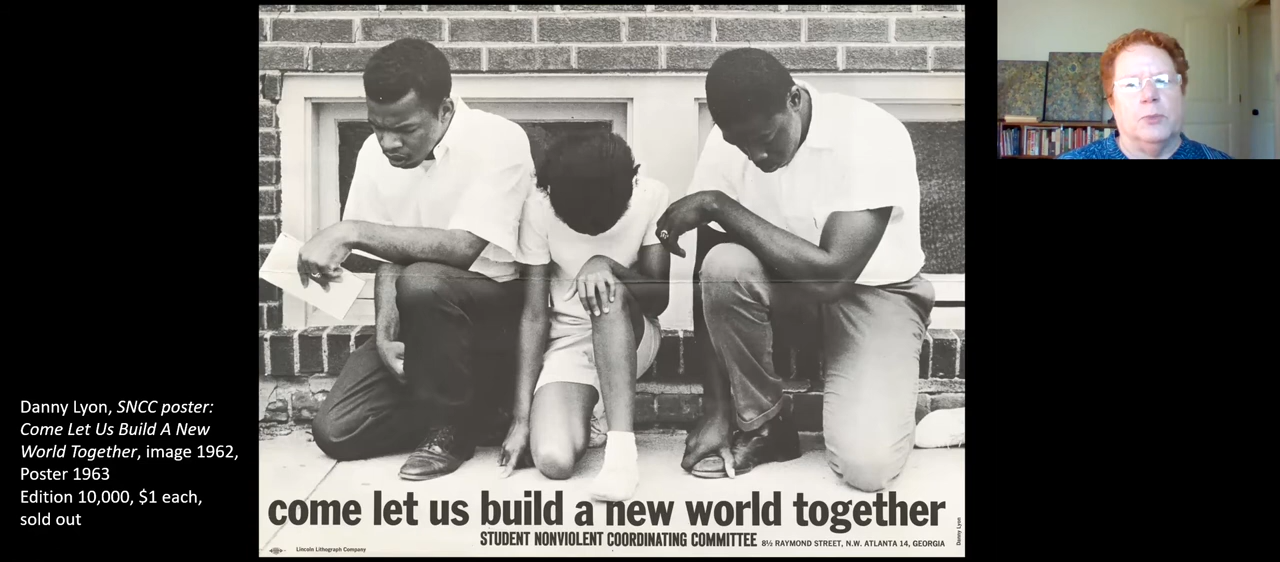 Danny Lyon, SNCC poster:
Come Let Us Build A New
World Together, image 1962,
Poster 1963
Edition 10,000, $1 each,
sold out
come let us build a new world together
STUDENT NONVIOLENT COORDINATING COMMITTEE 8½ RAYMOND STREET, N.W. ATLANTA 14, GEORGIA
Lincoln Lithograph Company
Danny Lyon